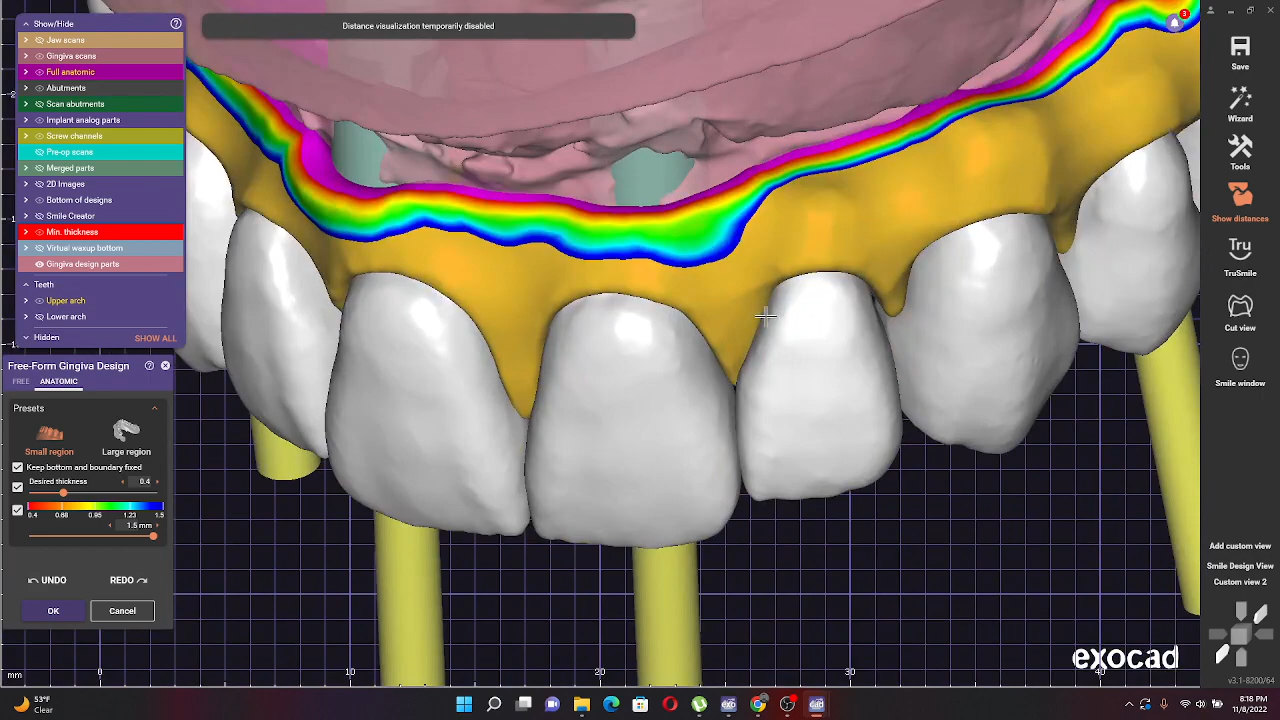 Show/Hide
Jaw scans
Gingiva scans
Full anatomic
Abutments
Scan abutments
Implant analog parts
Screw channels
Pre-op scans
Merged parts
2D Images
Bottom of designs
Smile Creator
Min. thickness
Virtual waxup bottom
Gingiva design parts
Teeth
Upper arch
Lower arch
Hidden
SHOW ALL
Distance visualization temporarily disabled
Free-Form Gingiva Design
FREE
ANATOMIC
Presets
Small region
Large region
Keep bottom and boundary fixed
Desired thickness
0.4
0.4 0.68 0.95 1.23 1.5
1.5 mm
UNDO
REDO
OK
Cancel
mm
0
10
20
30
40
exocad
3
Save
Wizard
Tools
Show distances
Tru
TruSmile
Cut view
Smile window
Add custom view
Smile Design View
Custom view 2
v3.1-8200/64
53°F
Clear
8:18 PM
11/8/2022